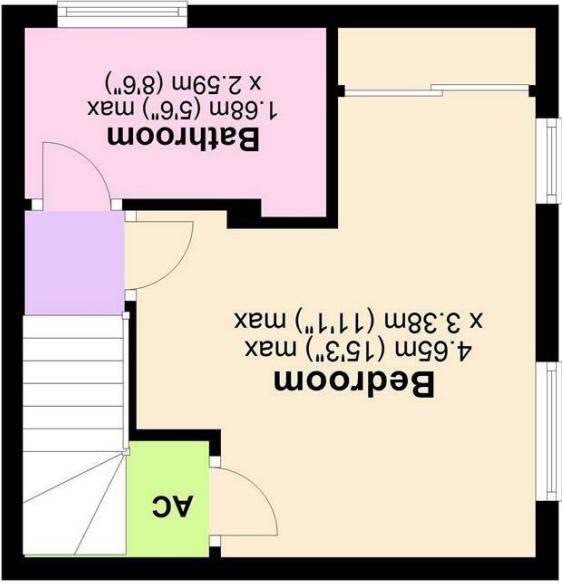 AC
Bedroom
4.65m (15'3") max
x 3.38m (11'1") max
Bathroom
1.68m (5'6") max
x 2.59m (8'6")